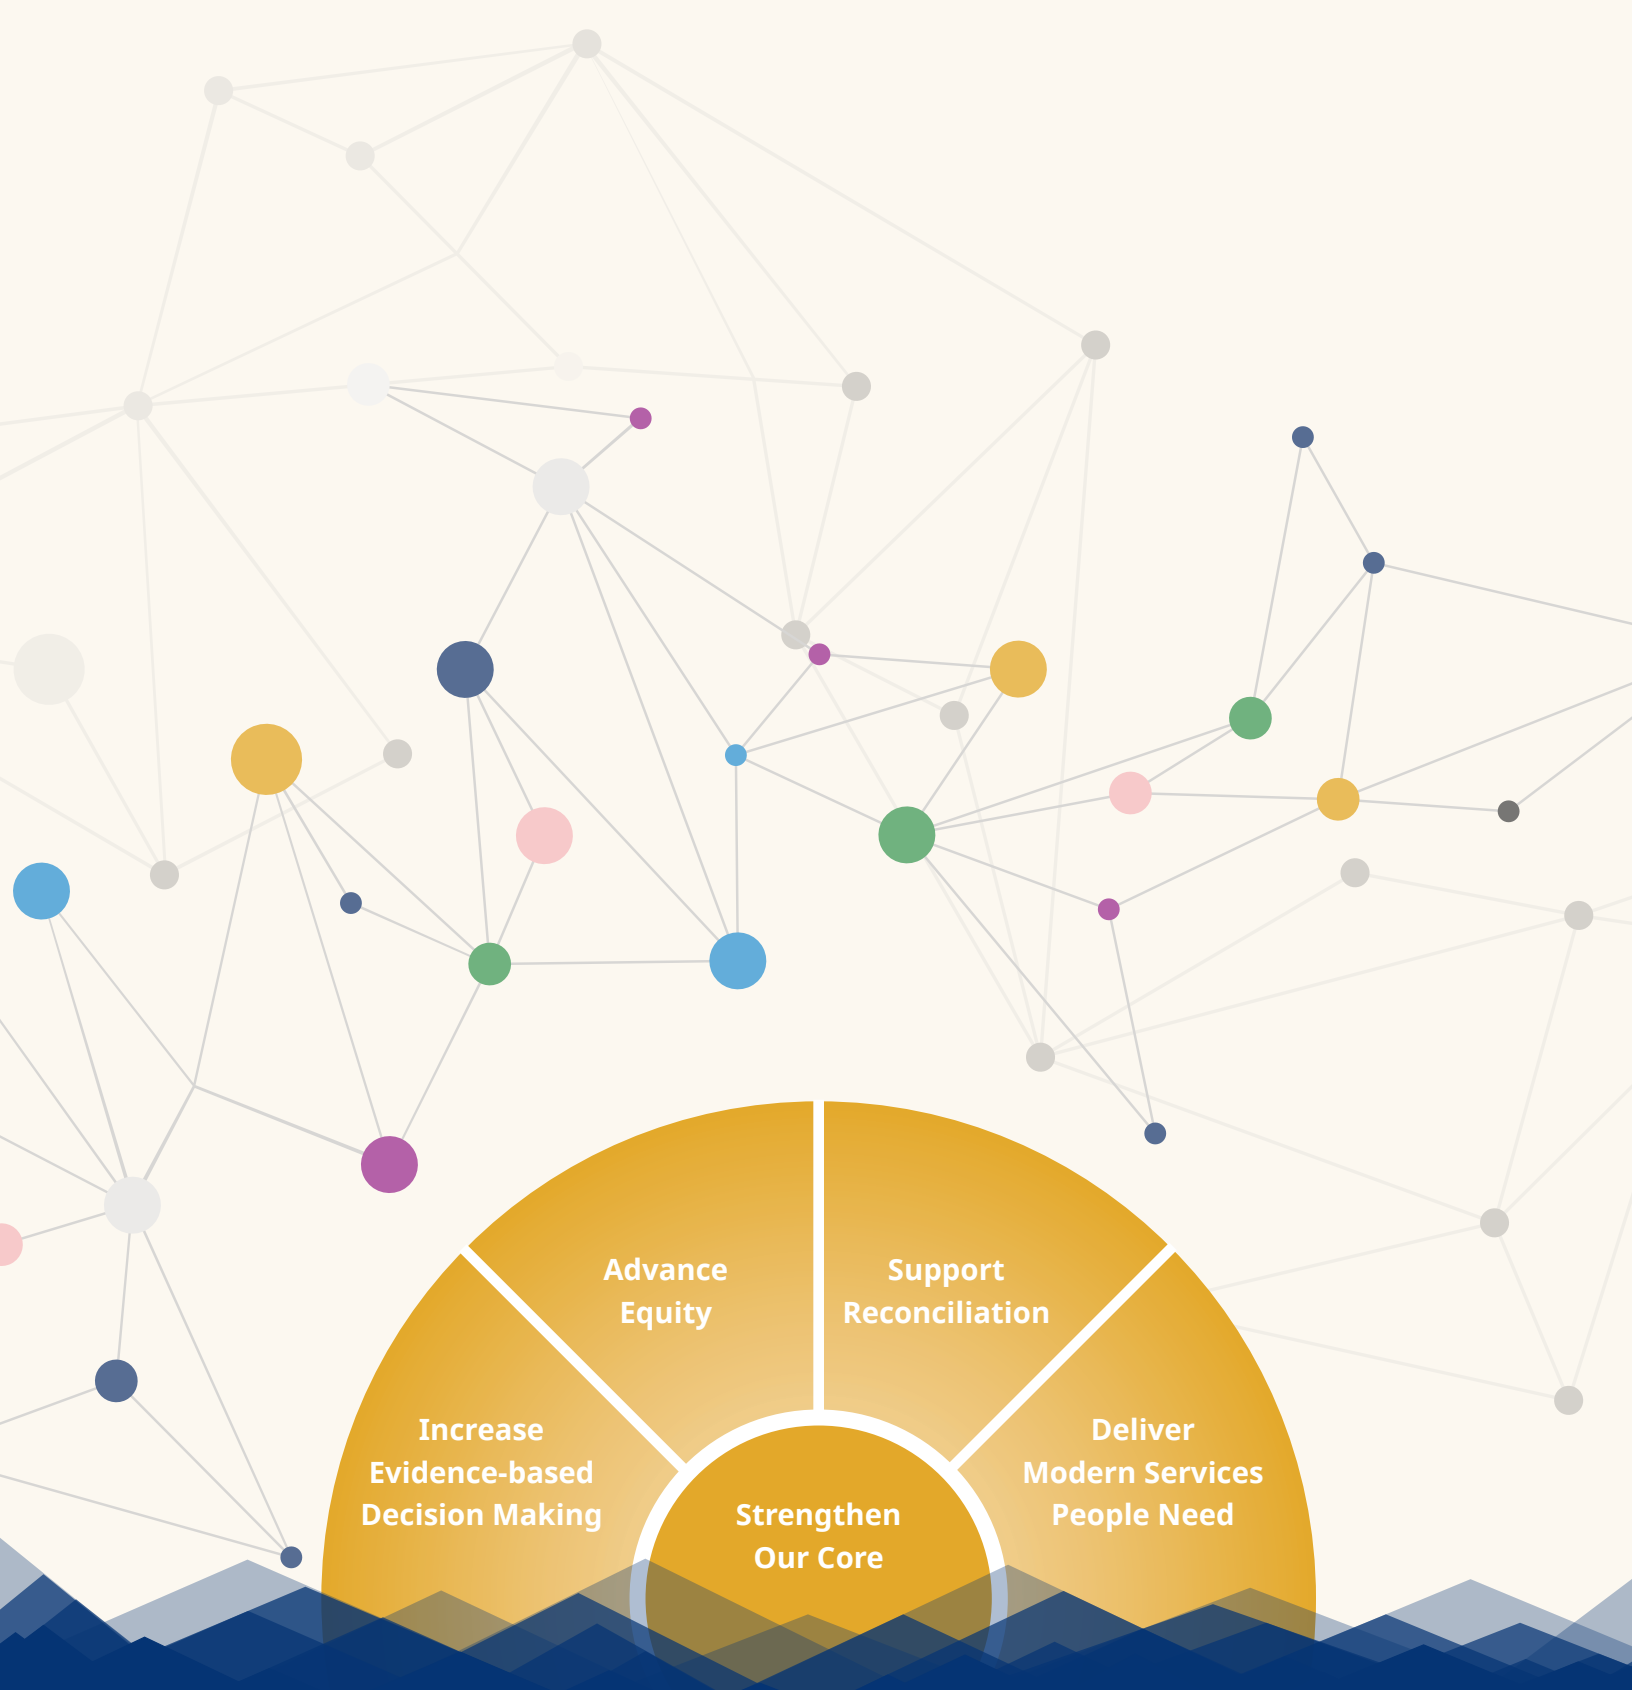 Advance
Equity
Support
Reconciliation
Increase
Evidence-based
Decision Making
Deliver
Modern Services
People Need
Strengthen
Our Core